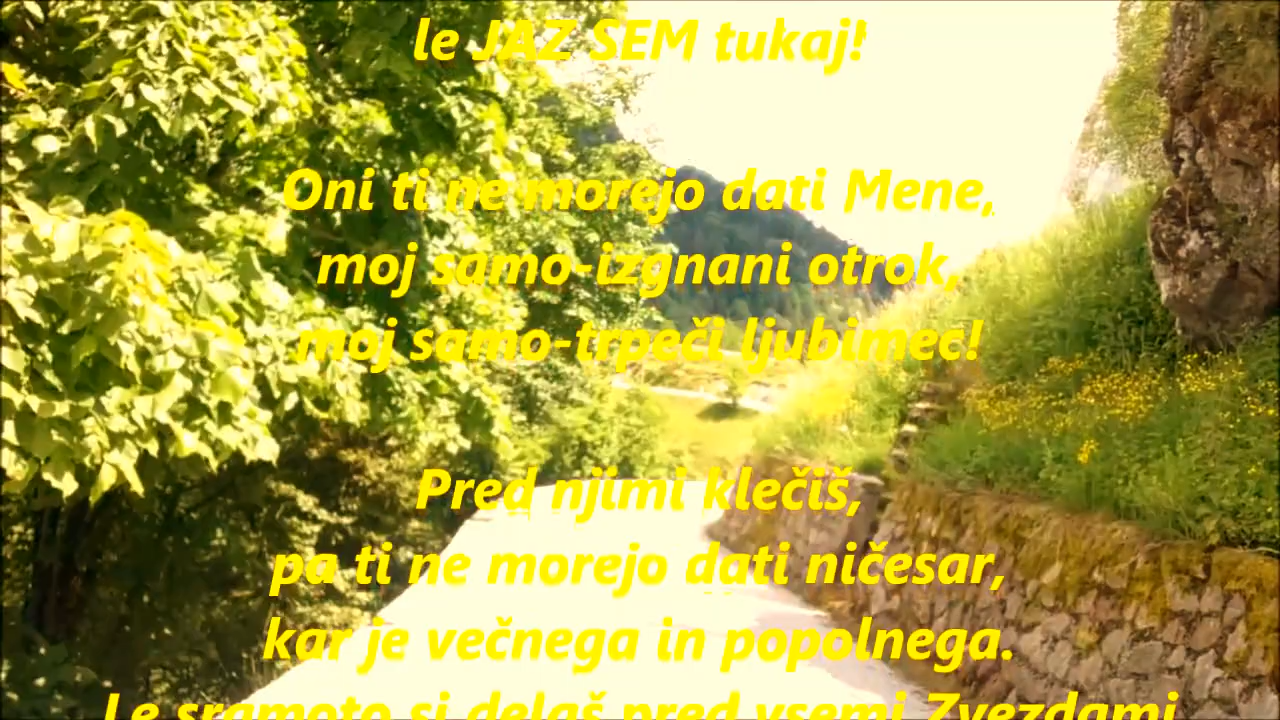 le JAZ SEM tukaj!
Oni ti ne morejo dati Mene,
moj samo-izgnani otrok,
moj samo-trpeči ljubimec!
Pred njimi klečiš,
pa ti ne morejo dati ničesar,
kar je večnega in popolnega.
Le sramoto si delaš pred vsemi Zvezdami